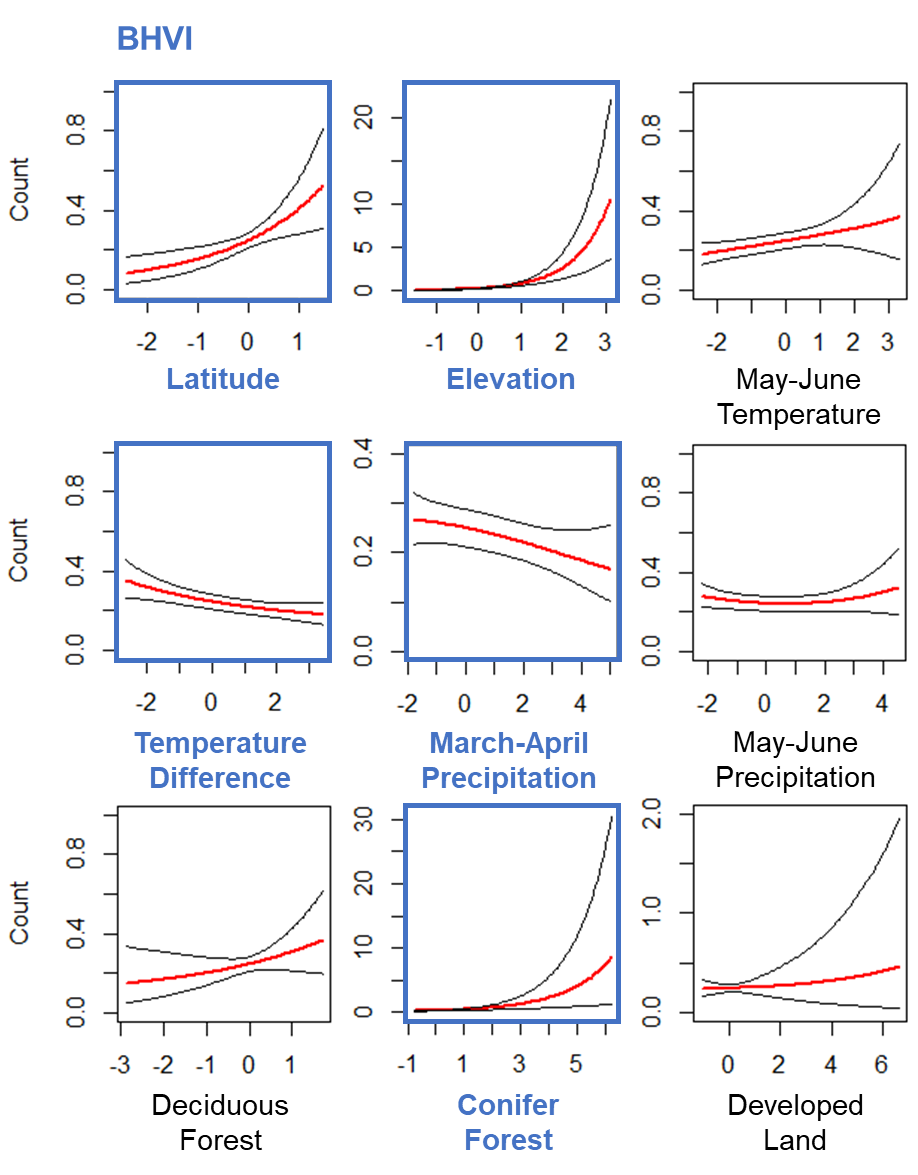 BHVI
Count
0.0 0.4 0.8
-2 -1 0 1
Latitude
0 5 10 20
-1 0 1 2 3
Elevation
0.0 0.4 0.8
-2 0 1 2 3
May-June
Temperature
Count
0.0 0.4 0.8
-2 0 2
Temperature
Difference
0.0 0.2 0.4
-2 0 2 4
March-April
Precipitation
0.0 0.4 0.8
-2 0 2 4
May-June
Precipitation
Count
0.0 0.4 0.8
-3 -2 -1 0 1
Deciduous
Forest
0 10 20 30
-1 1 3 5
Conifer
Forest
0.0 1.0 2.0
0 2 4 6
Developed
Land